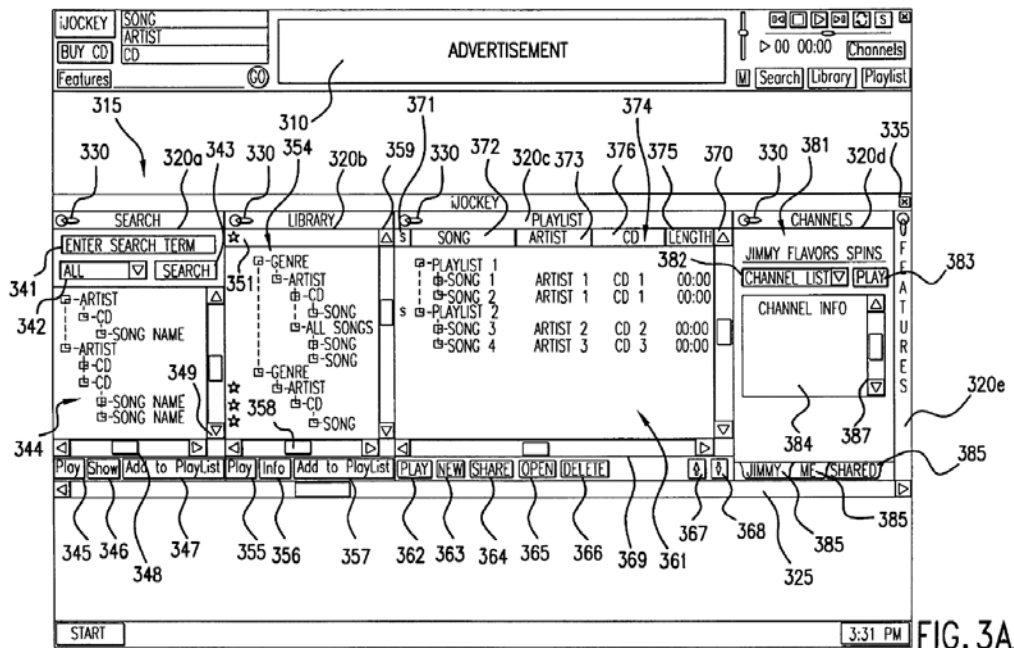 iJOCKEY
SONG
ARTIST
BUY CD
CD
Features
GO
ADVERTISEMENT
S
00 00:00
Channels
M
Search
Library
Playlist
315
310
371
374
330
320a
343
330
354
320b
359
372
330
320c
373
376
375
370
330
381
320d
335
iJOCKEY
SEARCH
LIBRARY
PLAYLIST
CHANNELS
ENTER SEARCH TERM
ALL
SEARCH
341
342
-ARTIST
-CD
-SONG NAME
-ARTIST
-CD
-CD
-SONG NAME
-SONG NAME
344
349
351
-GENRE
-ARTIST
-CD
-SONG
-ALL SONGS
-SONG
-SONG
-GENRE
-ARTIST
-CD
-SONG
358
S SONG ARTIST CD LENGTH
-PLAYLIST 1
-SONG 1 ARTIST 1 CD 1 00:00
-SONG 2 ARTIST 1 CD 1 00:00
S -PLAYLIST 2
-SONG 3 ARTIST 2 CD 2 00:00
-SONG 4 ARTIST 3 CD 3 00:00
382
JIMMY FLAVORS SPINS
CHANNEL LIST
PLAY
383
CHANNEL INFO
384
387
FEATURES
320e
Play Show Add to PlayList
Play Info Add to PlayList
PLAY NEW SHARE OPEN DELETE
JIMMY ME SHARED
385
345
346
347
348
355
356
357
362
363
364
365
366
369
361
367
368
325
385
385
START
3:31 PM
FIG. 3A